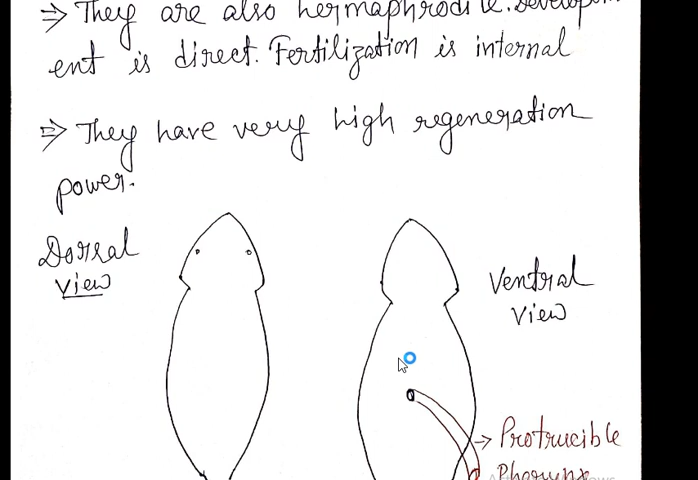 ⇒ They are also hermaphrodite. Developm
ent is direct. Fertilization is internal
⇒ They have very high regeneration
power.
Dorsal
view
Ventral
view
→ Protrucible
Pharynx